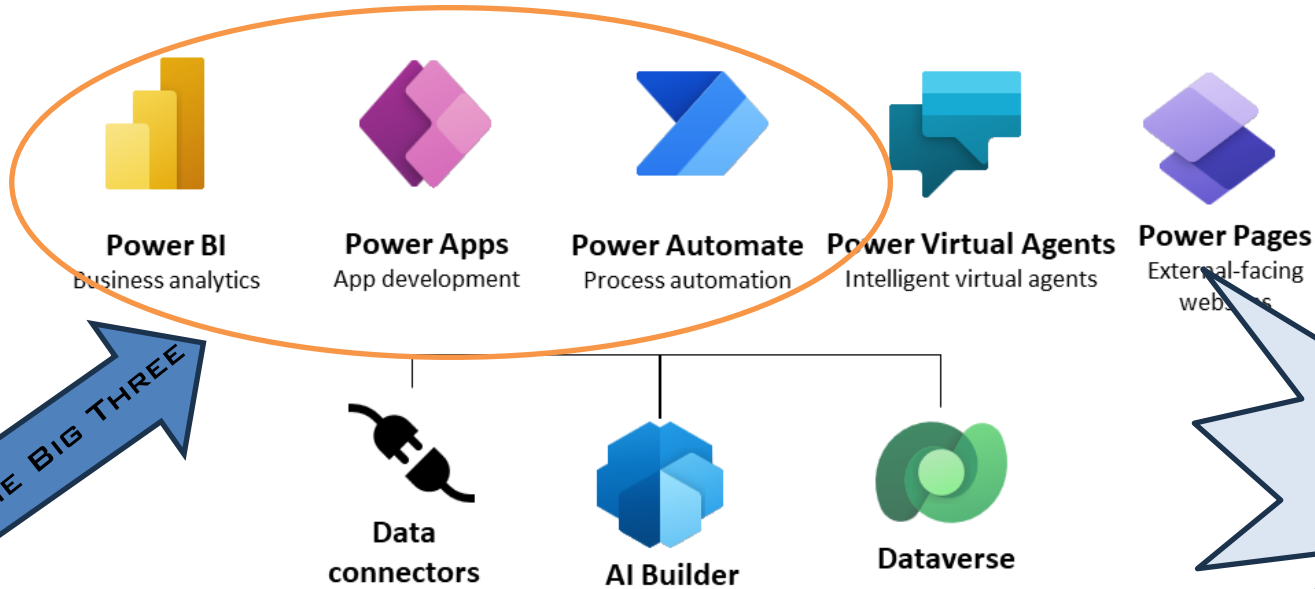 Power BI
Business analytics
Power Apps
App development
Power Automate
Process automation
Power Virtual Agents
Intelligent virtual agents
Power Pages
External-facing
websites
E BIG THREE
Data
connectors
AI Builder
Dataverse